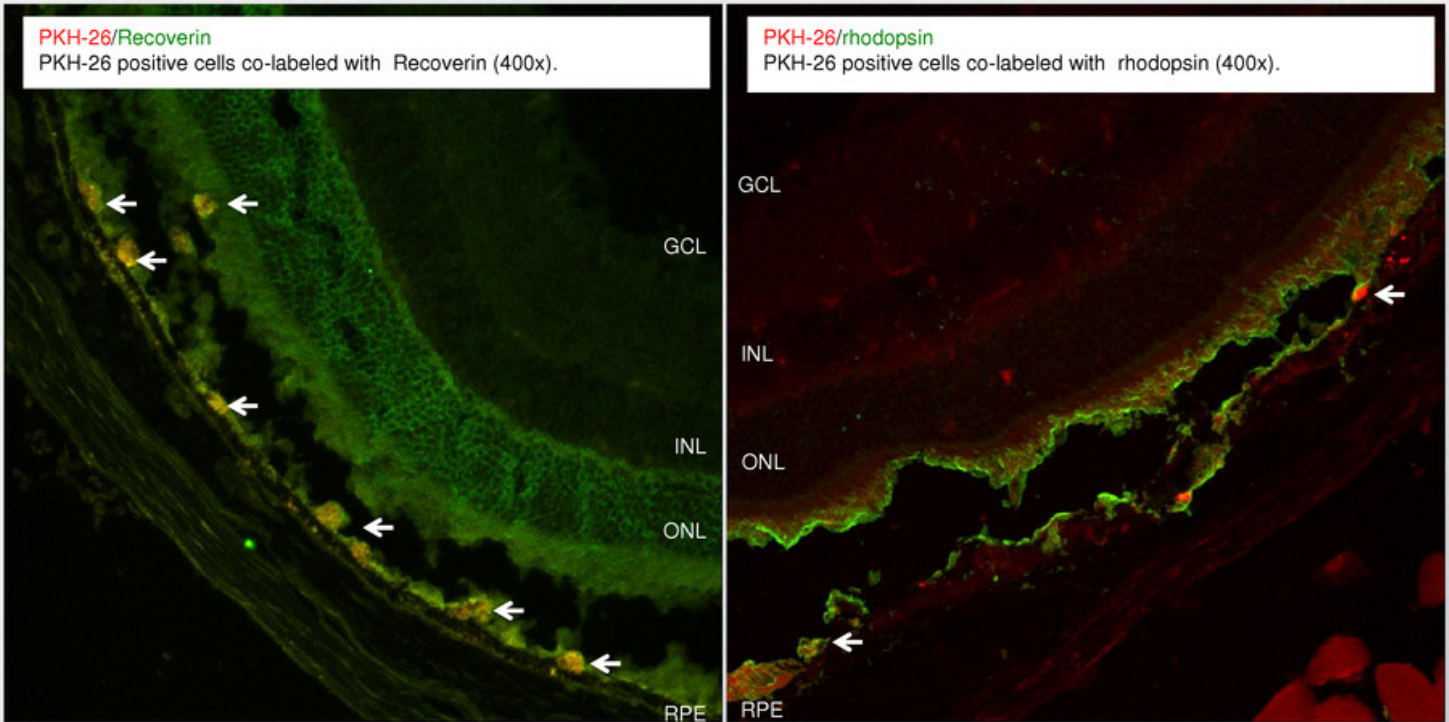 PKH-26/Recoverin
PKH-26 positive cells co-labeled with Recoverin (400x).
GCL
INL
ONL
RPE
PKH-26/rhodopsin
PKH-26 positive cells co-labeled with rhodopsin (400x).
GCL
INL
ONL
RPE